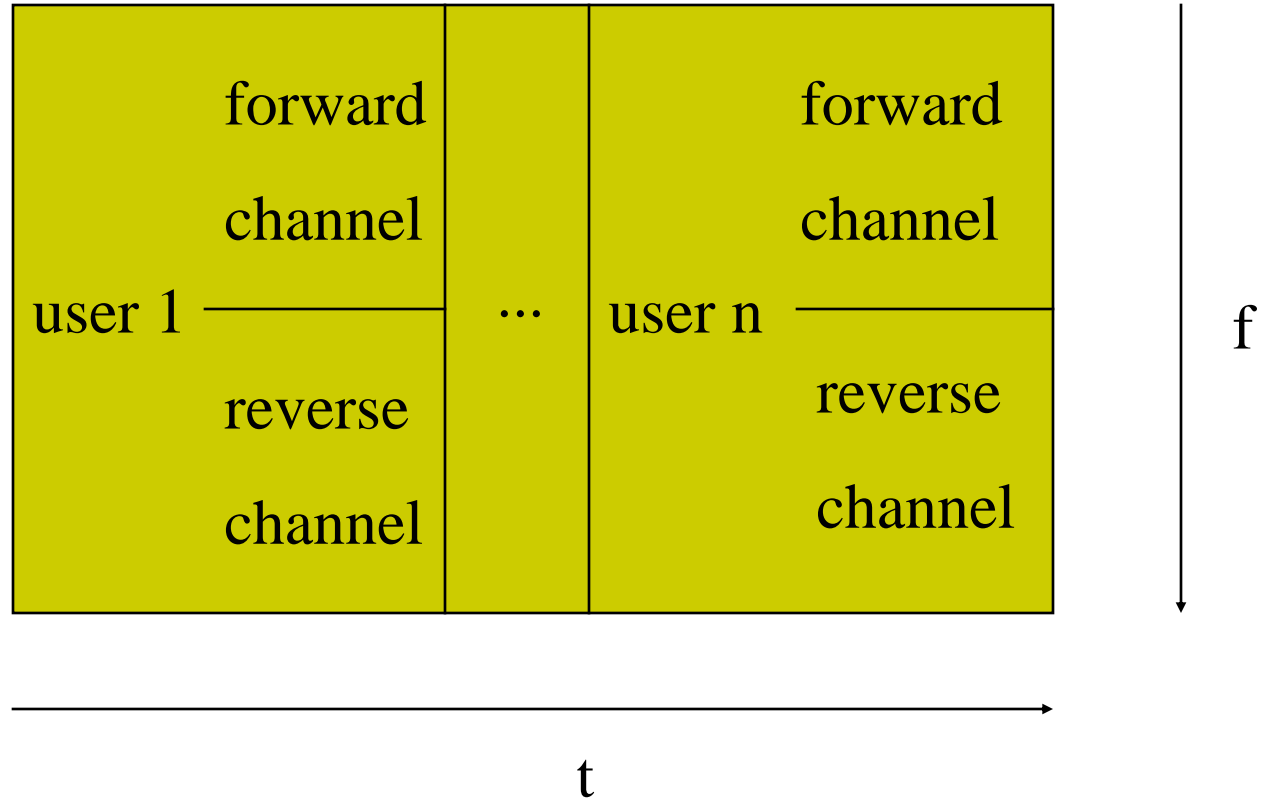 forward
channel
user 1
reverse
channel
...
forward
channel
user n
reverse
channel
f
t